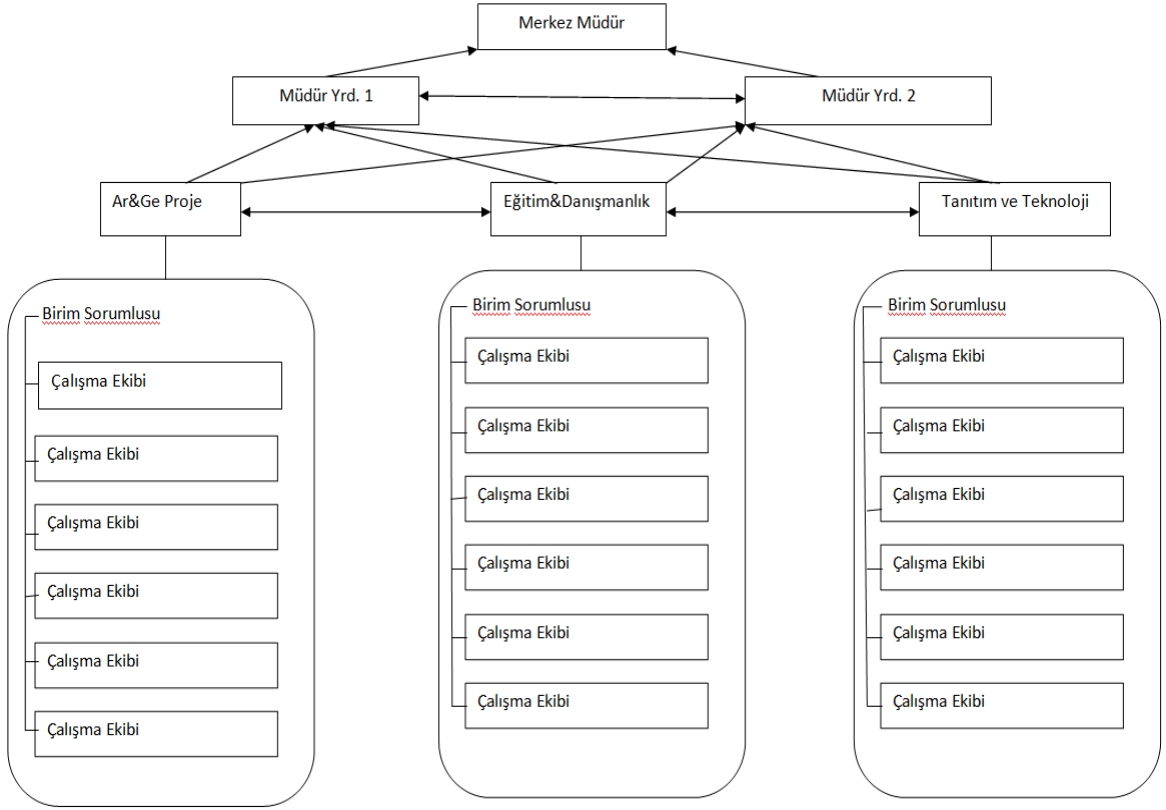 Merkez Müdür
Müdür Yrd. 1
Müdür Yrd. 2
Ar&Ge Proje
Eğitim&Danışmanlık
Tanıtım ve Teknoloji
Birim Sorumlusu
Çalışma Ekibi
Çalışma Ekibi
Çalışma Ekibi
Çalışma Ekibi
Çalışma Ekibi
Çalışma Ekibi
Birim Sorumlusu
Çalışma Ekibi
Çalışma Ekibi
Çalışma Ekibi
Çalışma Ekibi
Çalışma Ekibi
Çalışma Ekibi
Birim Sorumlusu
Çalışma Ekibi
Çalışma Ekibi
Çalışma Ekibi
Çalışma Ekibi
Çalışma Ekibi
Çalışma Ekibi